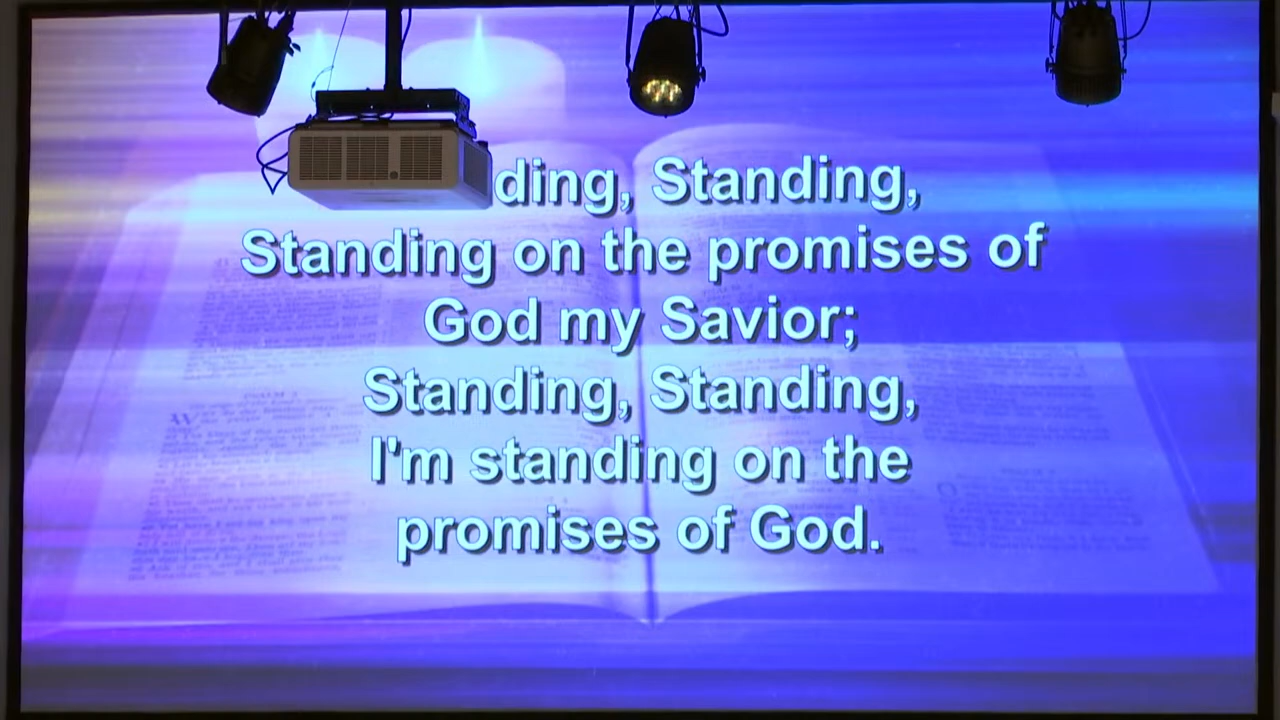 ding, Standing,
Standing on the promises of
God my Savior;
Standing, Standing,
I'm standing on the
promises of God.